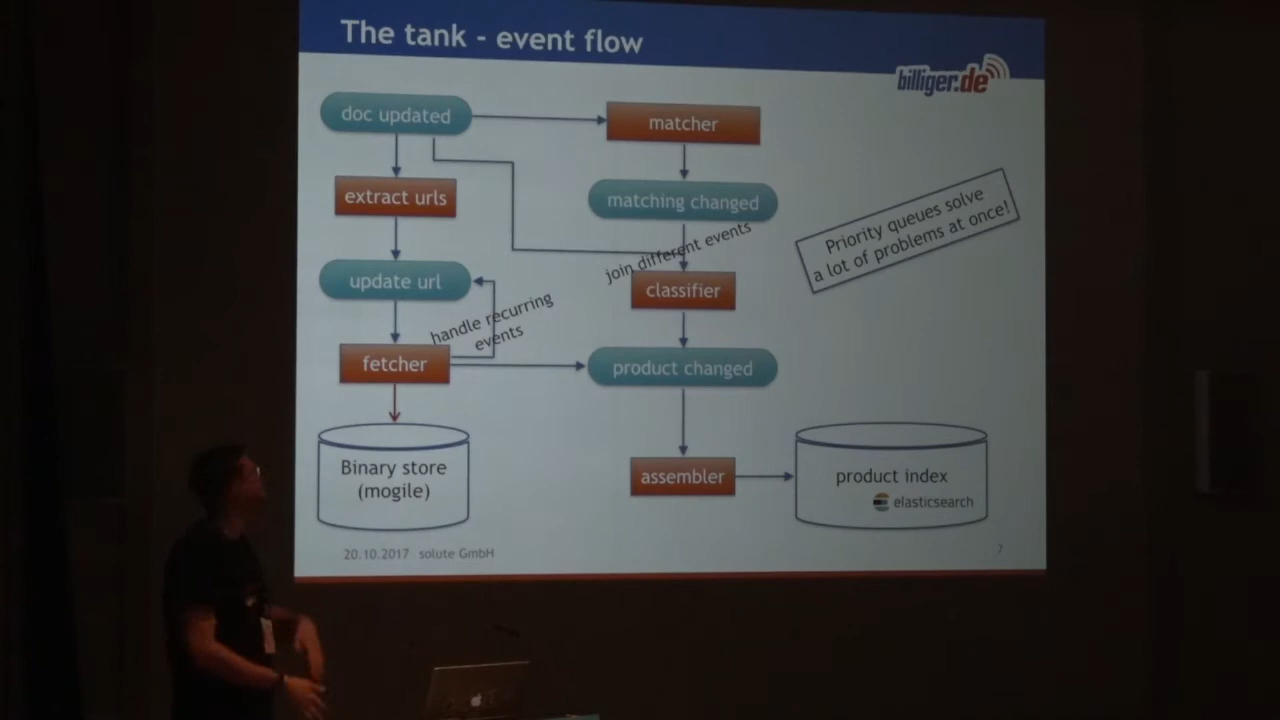 The tank - event flow
billiger.de
doc updated
matcher
extract urls
matching changed
Priority queues solve
a lot of problems at once!
join different events
update url
classifier
handle recurring
events
fetcher
product changed
Binary store
(mogile)
assembler
product index
elasticsearch
20.10.2017 solute GmbH
7